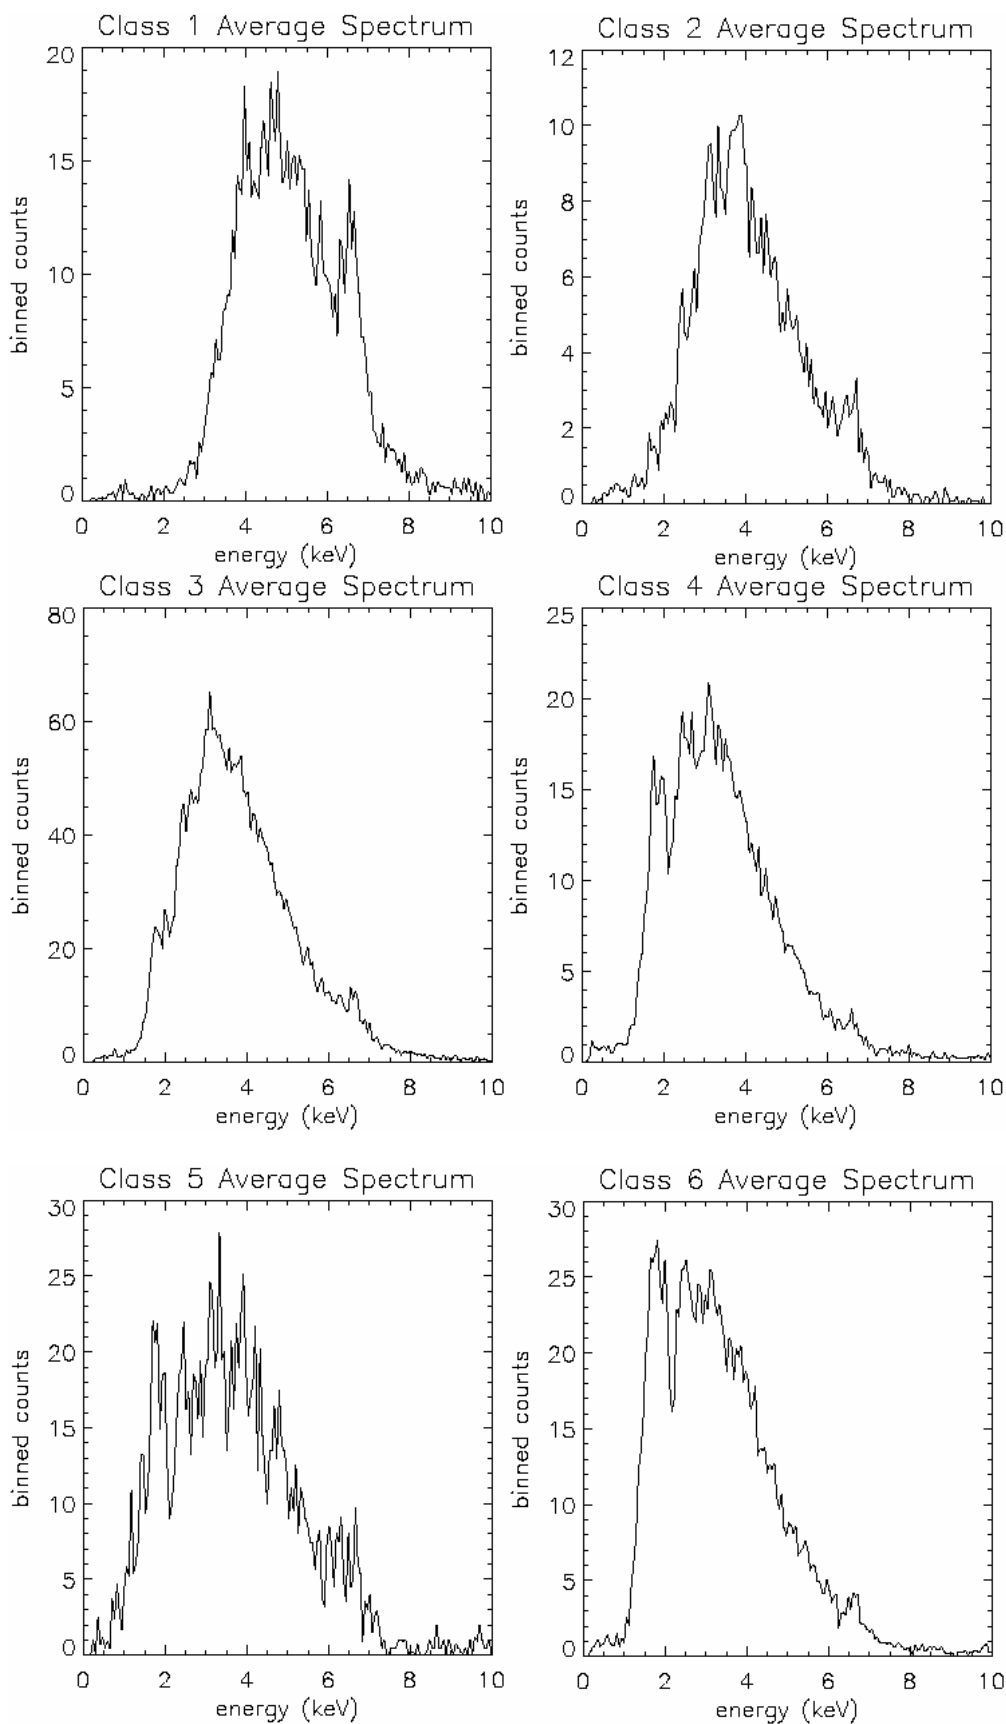 Class 1 Average Spectrum
20
15
10
5
0
binned counts
0 2 4 6 8 10
energy (keV)
Class 2 Average Spectrum
12
10
8
6
4
2
0
binned counts
0 2 4 6 8 10
energy (keV)
Class 3 Average Spectrum
80
60
40
20
0
binned counts
0 2 4 6 8 10
energy (keV)
Class 4 Average Spectrum
25
20
15
10
5
0
binned counts
0 2 4 6 8 10
energy (keV)
Class 5 Average Spectrum
30
25
20
15
10
5
0
binned counts
0 2 4 6 8 10
energy (keV)
Class 6 Average Spectrum
30
25
20
15
10
5
0
binned counts
0 2 4 6 8 10
energy (keV)